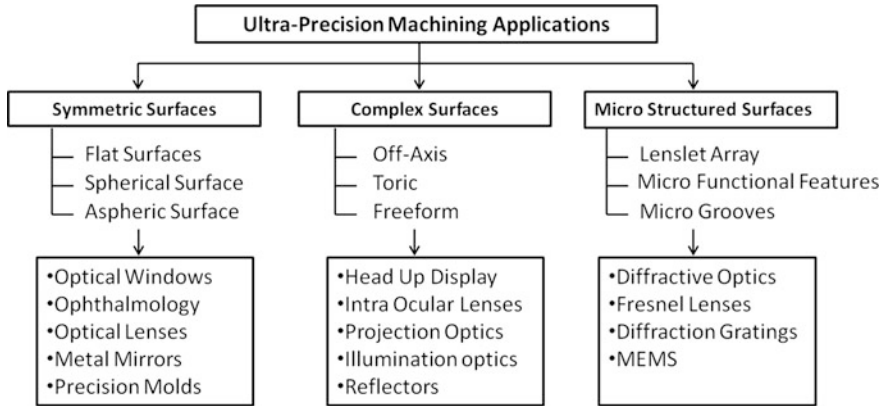 Ultra-Precision Machining Applications
Symmetric Surfaces
Flat Surfaces
Spherical Surface
Aspheric Surface
•Optical Windows
•Ophthalmology
•Optical Lenses
•Metal Mirrors
•Precision Molds
Complex Surfaces
Off-Axis
Toric
Freeform
•Head Up Display
•Intra Ocular Lenses
•Projection Optics
•Illumination optics
•Reflectors
Micro Structured Surfaces
Lenslet Array
Micro Functional Features
Micro Grooves
•Diffractive Optics
•Fresnel Lenses
•Diffraction Gratings
•MEMS